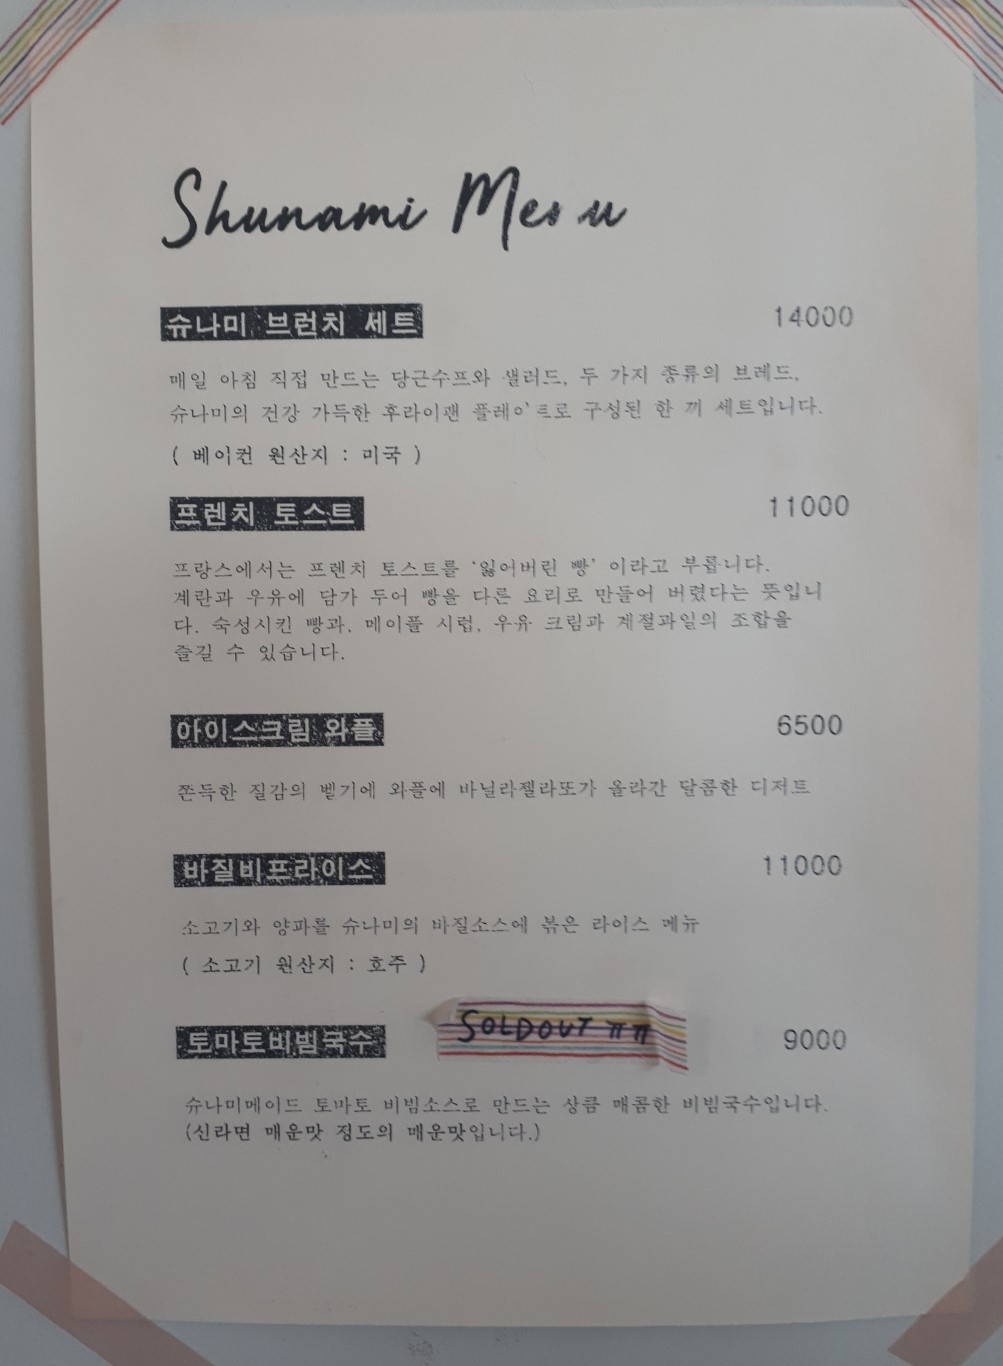 Shunami Menu
슈나미 브런치 세트 14000
매일 아침 직접 만드는 당근수프와 샐러드, 두 가지 종류의 브레드,
슈나미의 건강 가득한 후라이팬 플레이트로 구성된 한 끼 세트입니다.
( 베이컨 원산지 : 미국 )
프렌치 토스트 11000
프랑스에서는 프렌치 토스트를 '잃어버린 빵' 이라고 부릅니다.
계란과 우유에 담가 두어 빵을 다른 요리로 만들어 버렸다는 뜻입니
다. 숙성시킨 빵과, 메이플 시럽, 우유 크림과 계절과일의 조합을
즐길 수 있습니다.
아이스크림 와플 6500
쫀득한 질감의 벨기에 와플에 바닐라젤라또가 올라간 달콤한 디저트
바질비프라이스 11000
소고기와 양파를 슈나미의 바질소스에 볶은 라이스 메뉴
( 소고기 원산지 : 호주 )
토마토비빔국수 SOLDOUT ㅠㅠ 9000
슈나미메이드 토마토 비빔소스로 만드는 상큼 매콤한 비빔국수입니다.
(신라면 매운맛 정도의 매운맛입니다.)